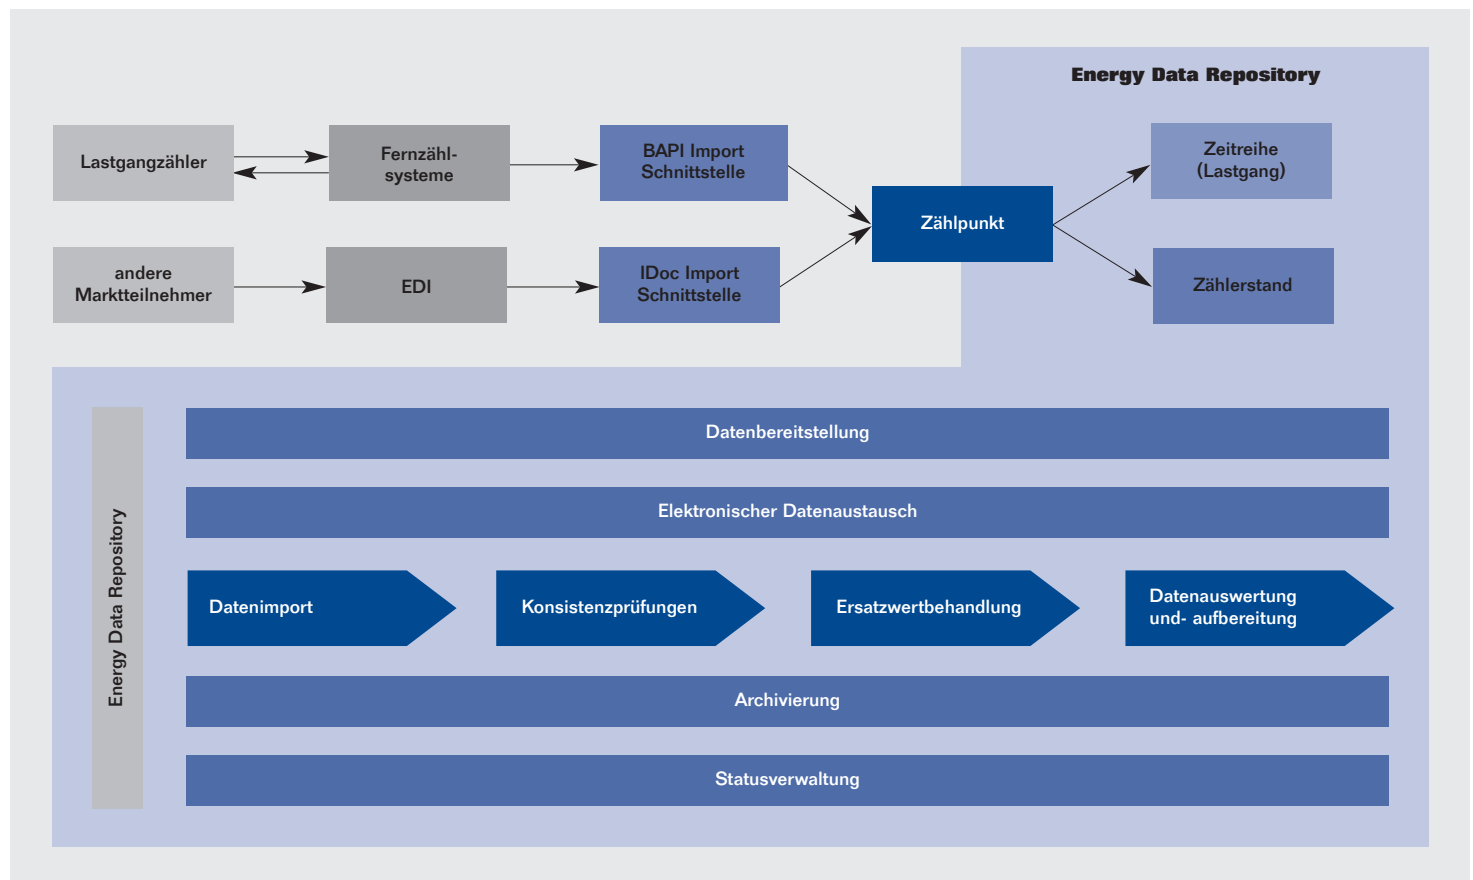 Energy Data Repository
Lastgangzähler
Fernzähl-
systeme
BAPI Import
Schnittstelle
Zählpunkt
Zeitreihe
(Lastgang)
andere
Marktteilnehmer
EDI
IDoc Import
Schnittstelle
Zählerstand
Energy Data Repository
Datenbereitstellung
Elektronischer Datenaustausch
Datenimport
Konsistenzprüfungen
Ersatzwertbehandlung
Datenauswertung
und- aufbereitung
Archivierung
Statusverwaltung